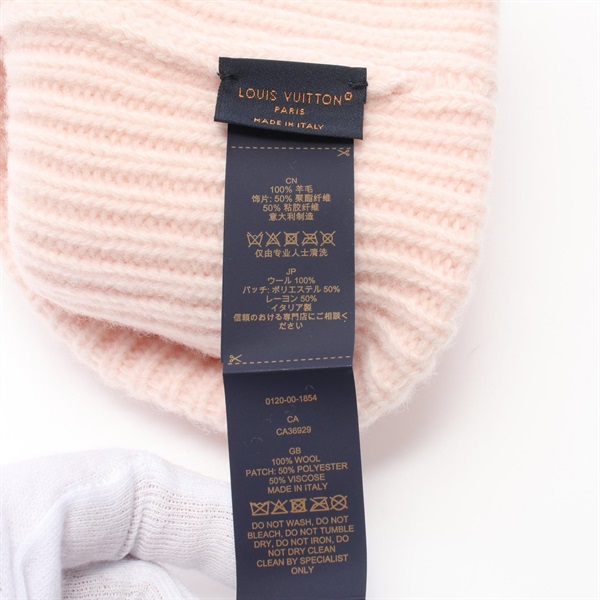 LOUIS VUITTON
PARIS
MADE IN ITALY
CN
100% 羊毛
饰片: 50% 聚酯纤维
50% 粘胶纤维
意大利制造
仅由专业人士清洗
JP
ウール 100%
パッチ: ポリエステル 50%
レーヨン 50%
イタリア製
信頼のおける専門店にご相談く
ださい
0120-00-1854
CA
CA36929
GB
100% WOOL
PATCH: 50% POLYESTER
50% VISCOSE
MADE IN ITALY
DO NOT WASH, DO NOT
BLEACH, DO NOT TUMBLE
DRY, DO NOT IRON, DO
NOT DRY CLEAN
CLEAN BY SPECIALIST
ONLY